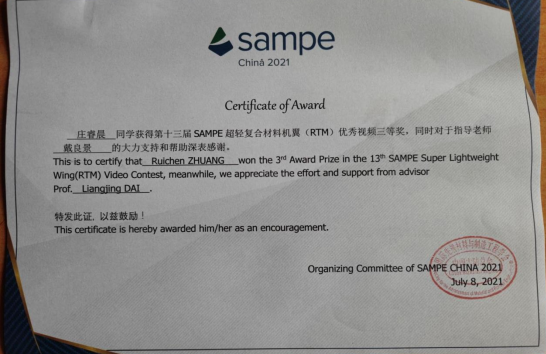 sampe
China 2021
Certificate of Award
庄睿晨 同学获得第十三届 SAMPE 超轻复合材料机翼（RTM）优秀视频三等奖，同时对于指导老师
戴良景 的大力支持和帮助深表感谢。
This is to certify that Ruichen ZHUANG won the 3rd Award Prize in the 13th SAMPE Super Lightweight
Wing(RTM) Video Contest, meanwhile, we appreciate the effort and support from advisor
Prof. Liangjing DAI .
特发此证，以兹鼓励！
This certificate is hereby awarded him/her as an encouragement.
Organizing Committee of SAMPE CHINA 2021
July 8, 2021